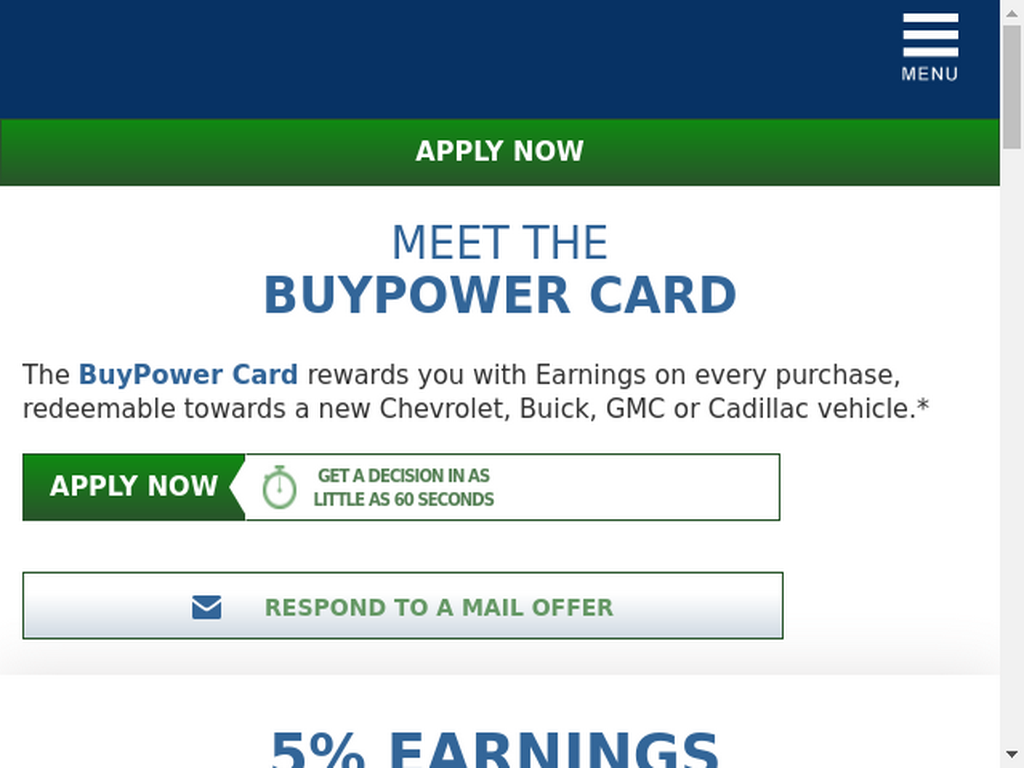 MENU
APPLY NOW
MEET THE
BUYPOWER CARD
The BuyPower Card rewards you with Earnings on every purchase,
redeemable towards a new Chevrolet, Buick, GMC or Cadillac vehicle.*
APPLY NOW
GET A DECISION IN AS
LITTLE AS 60 SECONDS
RESPOND TO A MAIL OFFER
5% EARNINGS